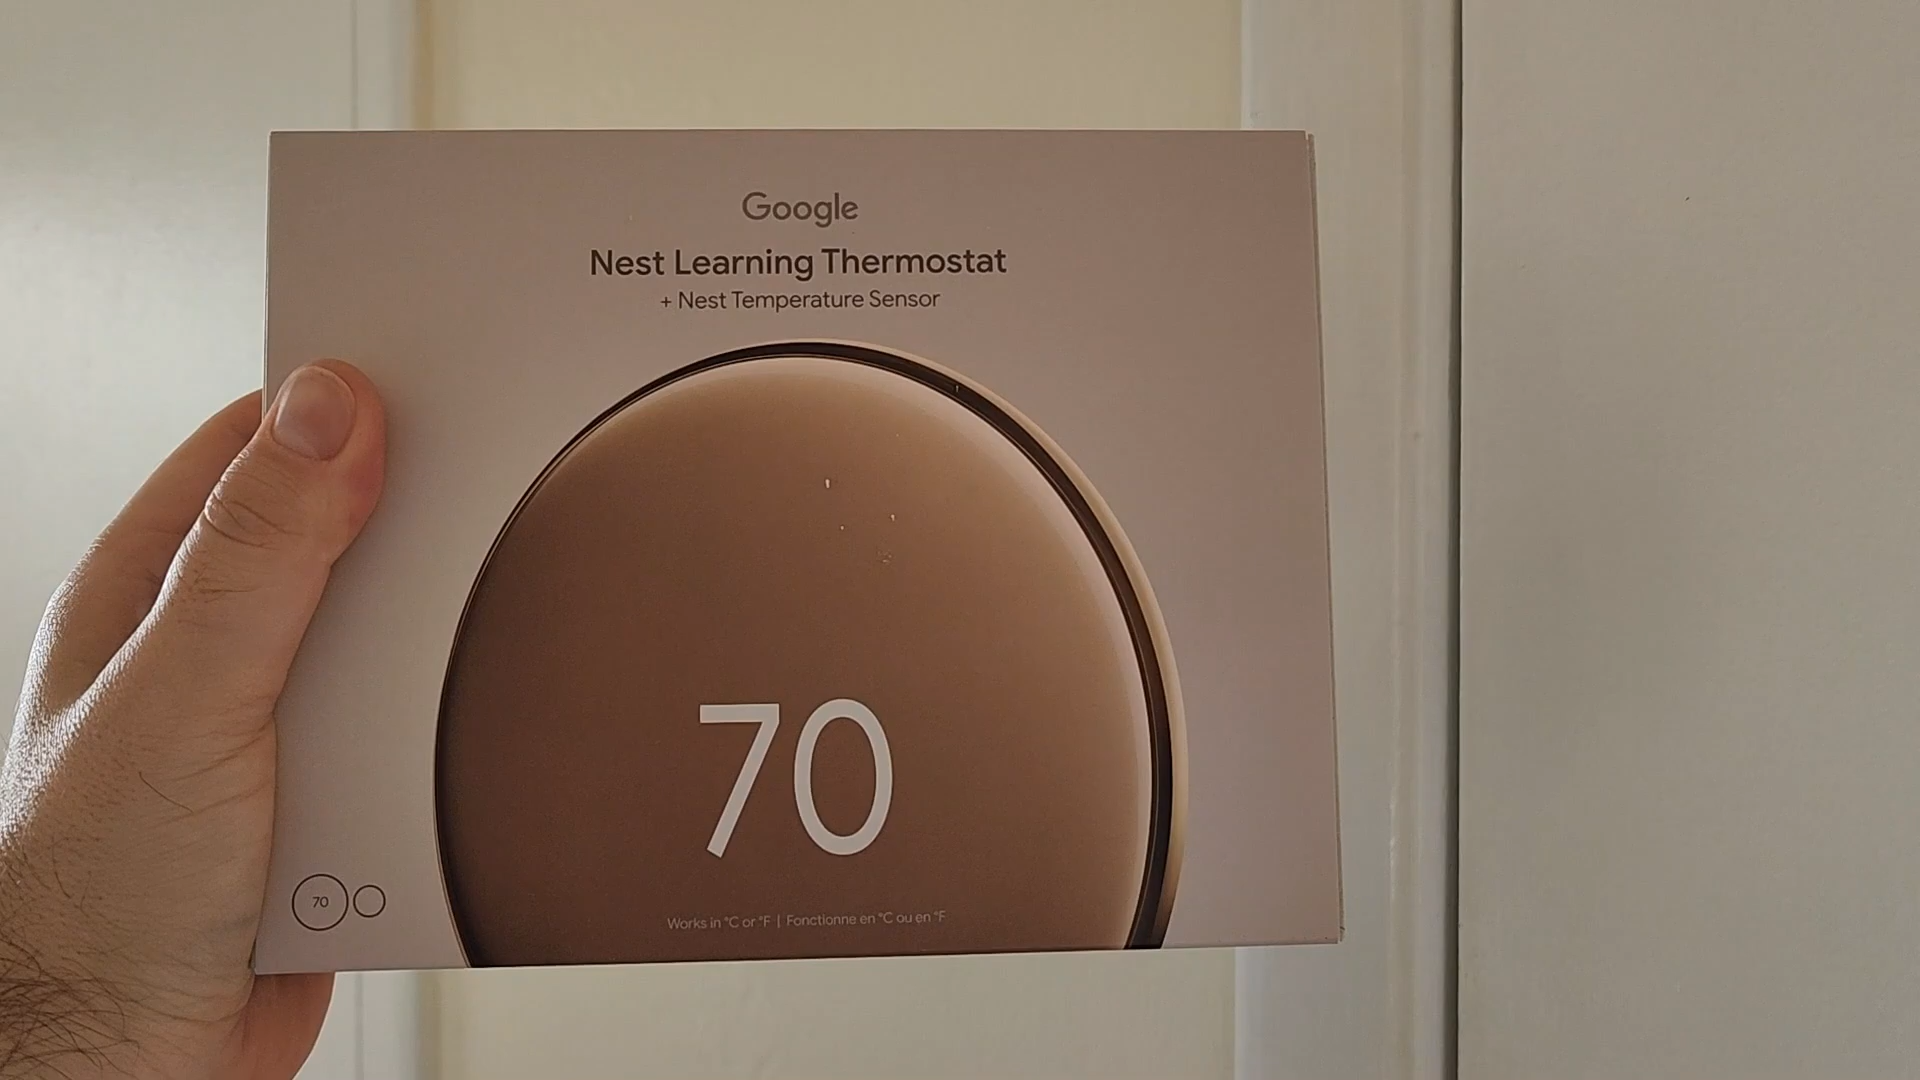 Google
Nest Learning Thermostat
+ Nest Temperature Sensor
70
70
Works in °C or °F | Fonctionne en °C ou en °F